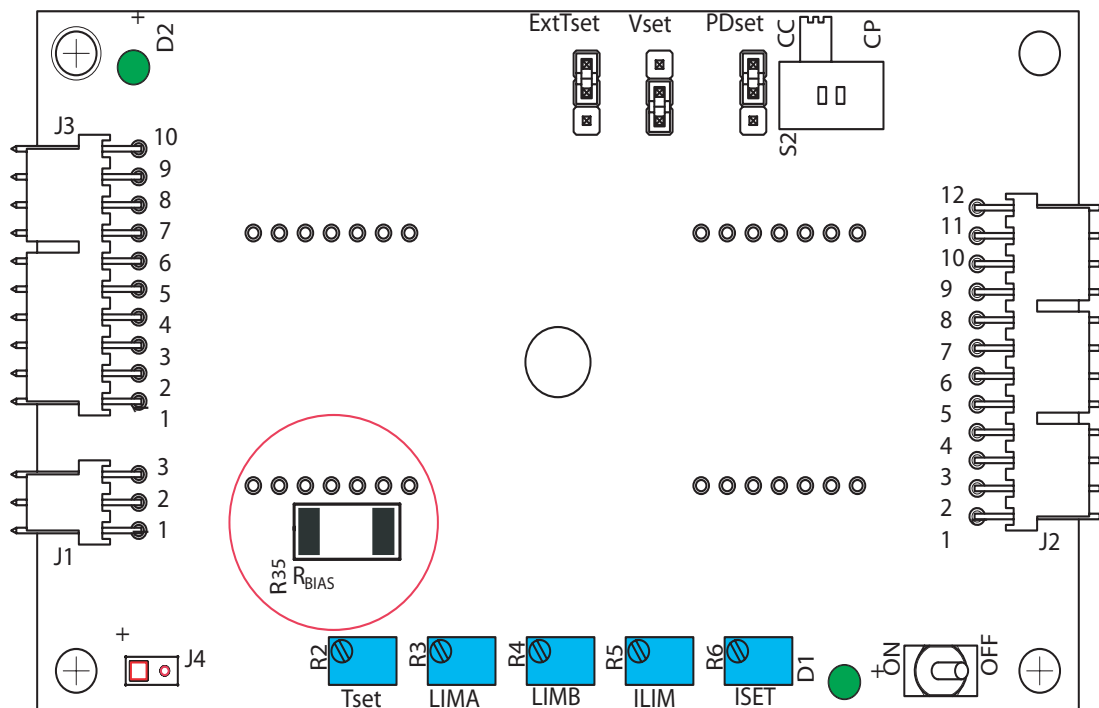 +
D2
ExtTset
Vset
PDset
CC
CP
S2
J3
10
9
8
7
6
5
4
3
2
1
12
11
10
9
8
7
6
5
4
3
2
1
J2
3
2
1
J1
R35
RBIAS
+
J4
R2
Tset
R3
LIMA
R4
LIMB
R5
ILIM
R6
ISET
D1
+
ON
OFF